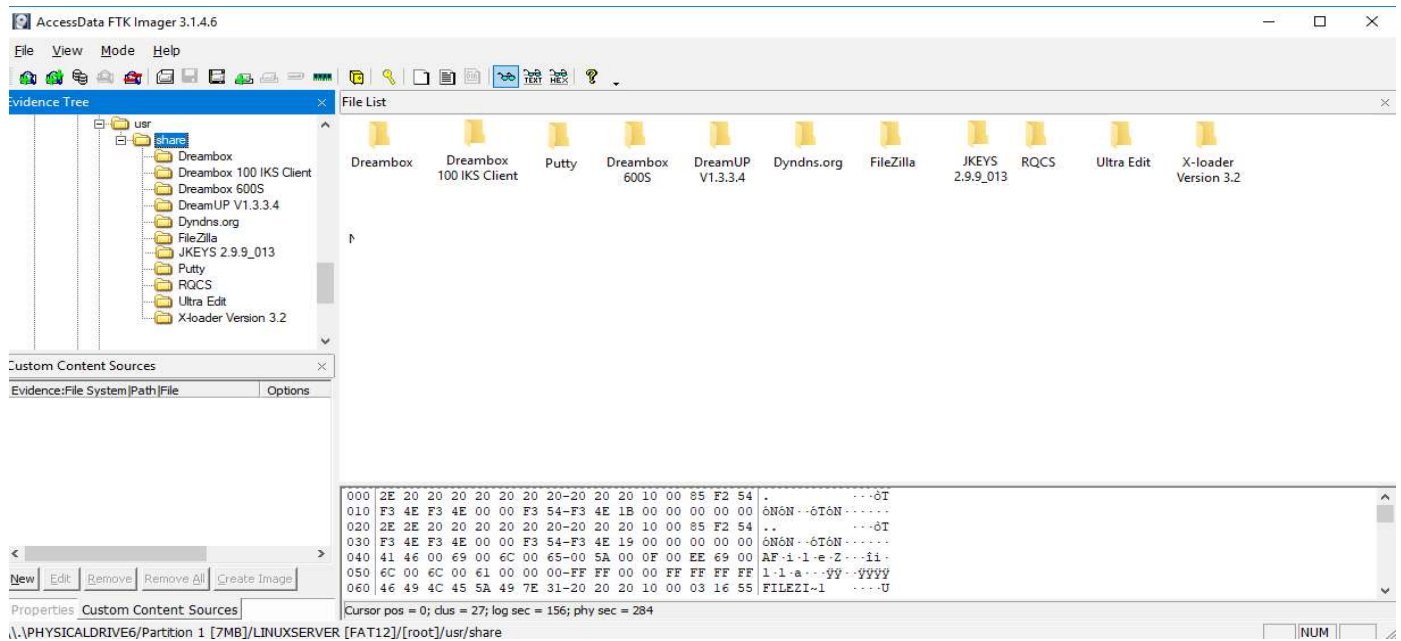 AccessData FTK Imager 3.1.4.6
File View Mode Help
Evidence Tree
usr
share
Dreambox
Dreambox 100 IKS Client
Dreambox 600S
DreamUP V1.3.3.4
Dyndns.org
FileZilla
JKEYS 2.9.9_013
Putty
RQCS
Ultra Edit
X-loader Version 3.2
Custom Content Sources
Evidence:File System|Path|File Options
New Edit Remove Remove All Create Image
Properties Custom Content Sources
TEXT HEX
File List
Dreambox Dreambox Putty Dreambox DreamUP Dyndns.org FileZilla JKEYS RQCS Ultra Edit X-loader
100 IKS Client 600S V1.3.3.4 2.9.9_013 Version 3.2
000 2E 20 20 20 20 20 20 20-20 20 20 10 00 85 F2 54 . ···òT
010 F3 4E F3 4E 00 00 F3 54-F3 4E 1B 00 00 00 00 00 óNóN··óTóN······
020 2E 2E 20 20 20 20 20 20-20 20 20 10 00 85 F2 54 .. ···òT
030 F3 4E F3 4E 00 00 F3 54-F3 4E 19 00 00 00 00 00 óNóN··óTóN······
040 41 46 00 69 00 6C 00 65-00 5A 00 0F 00 EE 69 00 AF·i·l·e·Z···îi·
050 6C 00 6C 00 61 00 00 00-FF FF 00 00 FF FF FF FF l·l·a···ÿÿ··ÿÿÿÿ
060 46 49 4C 45 5A 49 7E 31-20 20 20 10 00 03 16 55 FILEZI~1 ····U
Cursor pos = 0; clus = 27; log sec = 156; phy sec = 284
\\.\PHYSICALDRIVE6/Partition 1 [7MB]/LINUXSERVER [FAT12]/[root]/usr/share NUM